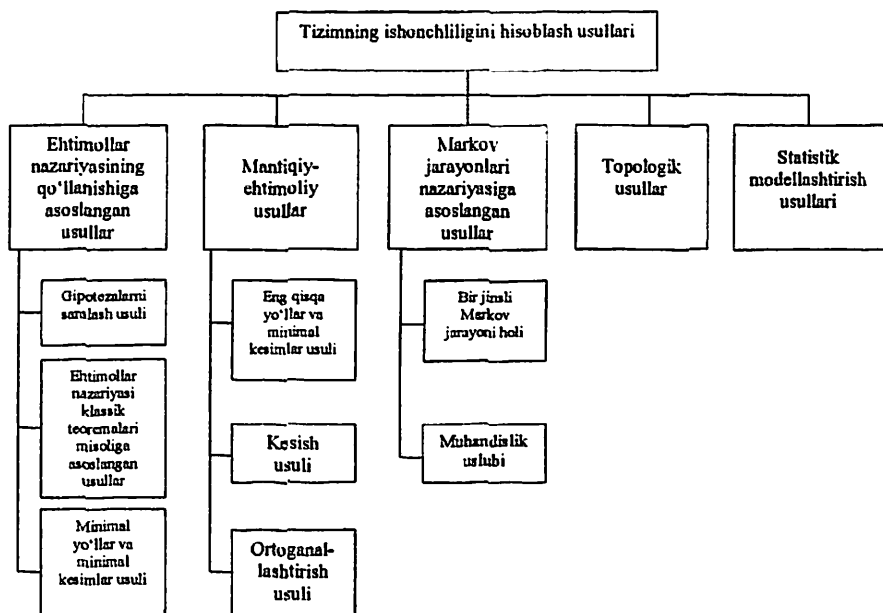 Tizimning ishonchliligini hisoblash usullari
Ehtimollar
nazariyasining
qo‘llanishiga
asoslangan
usullar
Mantiqiy-
ehtimoliy
usullar
Markov
jarayonlari
nazariyasiga
asoslangan
usullar
Topologik
usullar
Statistik
modellashtirish
usullari
Gipotezalarni
saralash usuli
Ehtimollar
nazariyasi
klassik
teoremalari
misoliga
asoslangan
usullar
Minimal
yo‘llar va
minimal
kesimlar usuli
Eng qisqa
yo‘llar va
minimal
kesimlar usuli
Kesish
usuli
Ortoganal-
lashtirish
usuli
Bir jinsli
Markov
jarayoni holi
Muhandislik
uslubi